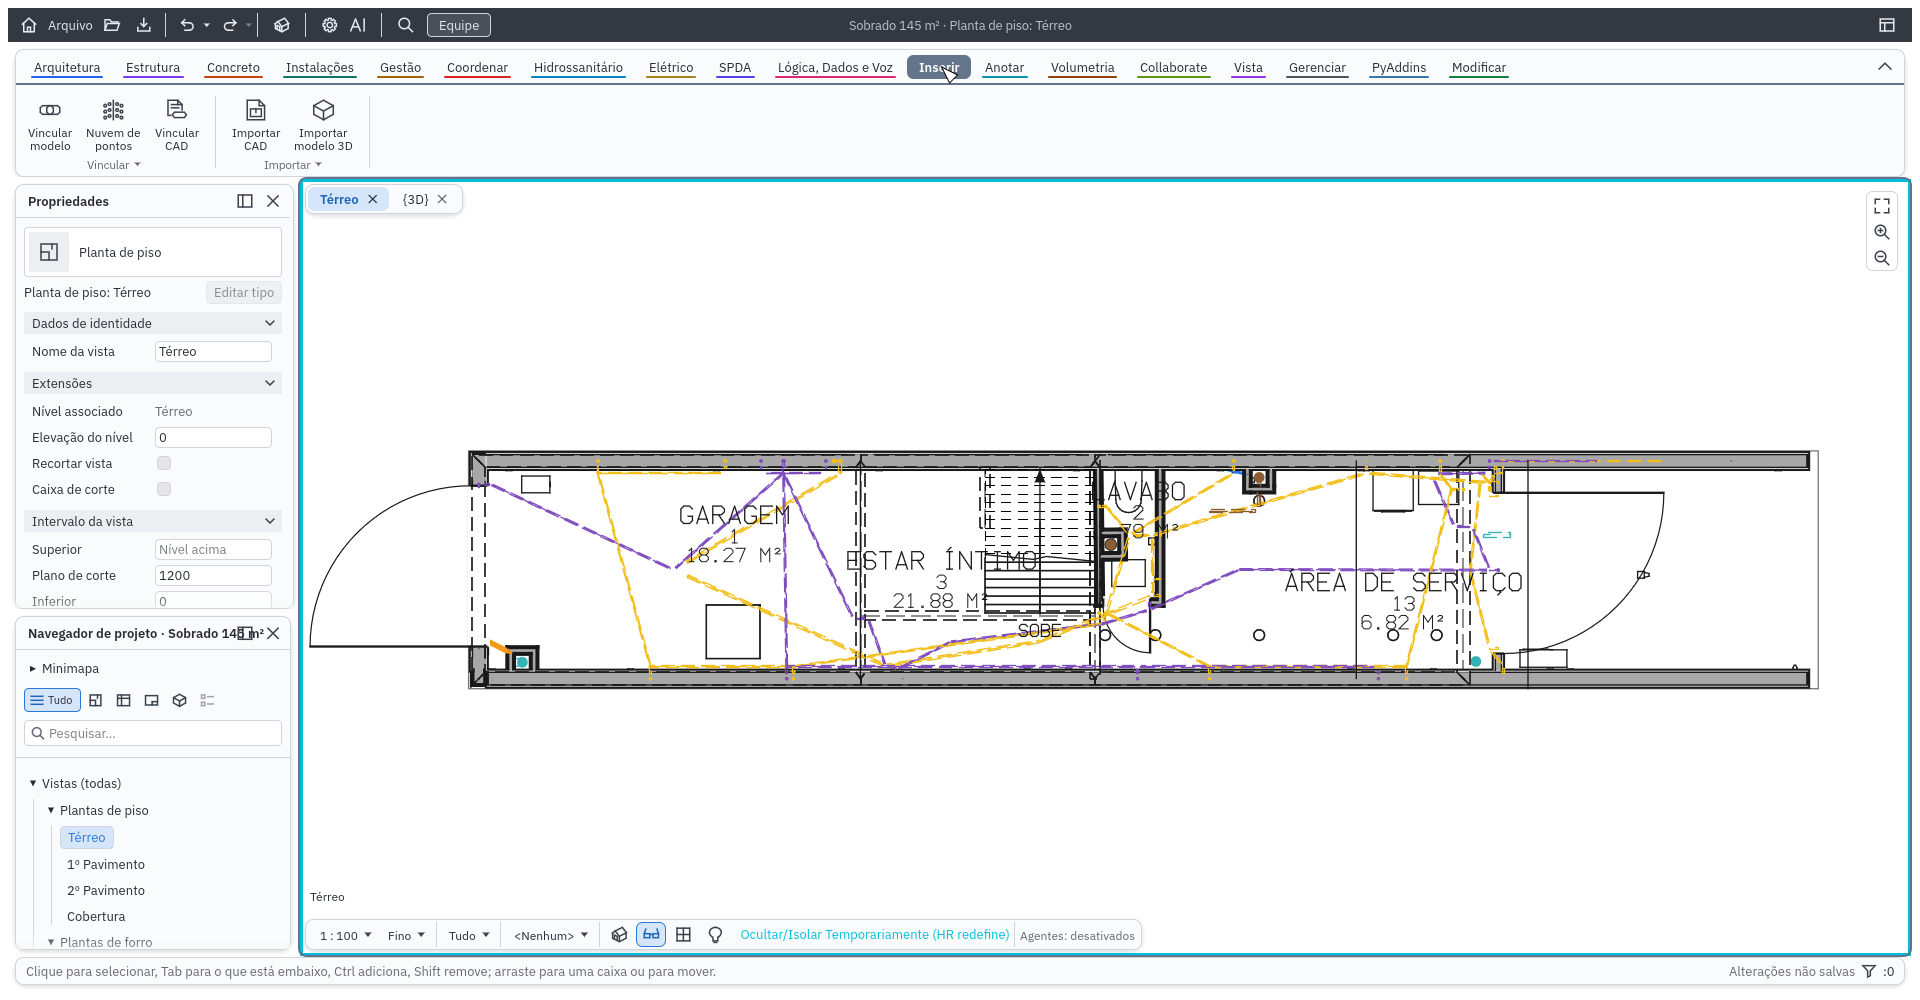 Arquivo
AI
Equipe
Sobrado 145 m² · Planta de piso: Térreo
Arquitetura
Estrutura
Concreto
Instalações
Gestão
Coordenar
Hidrossanitário
Elétrico
SPDA
Lógica, Dados e Voz
Inserir
Anotar
Volumetria
Collaborate
Vista
Gerenciar
PyAddins
Modificar
Vincular modelo
Nuvem de pontos
Vincular CAD
Importar CAD
Importar modelo 3D
Vincular
Importar
Propriedades
Planta de piso
Planta de piso: Térreo
Editar tipo
Dados de identidade
Nome da vista
Térreo
Extensões
Nível associado
Térreo
Elevação do nível
0
Recortar vista
Caixa de corte
Intervalo da vista
Superior
Nível acima
Plano de corte
1200
Inferior
0
Navegador de projeto · Sobrado 145 m²
Minimapa
Tudo
Pesquisar...
Vistas (todas)
Plantas de piso
Térreo
1º Pavimento
2º Pavimento
Cobertura
Plantas de forro
Térreo
{3D}
GARAGEM
1
18.27 M²
ESTAR ÍNTIMO
3
21.88 M²
SOBE
LAVABO
2
79 M²
ÁREA DE SERVIÇO
13
6.82 M²
Térreo
1 : 100
Fino
Tudo
<Nenhum>
Ocultar/Isolar Temporariamente (HR redefine)
Agentes: desativados
Clique para selecionar, Tab para o que está embaixo, Ctrl adiciona, Shift remove; arraste para uma caixa ou para mover.
Alterações não salvas
:0